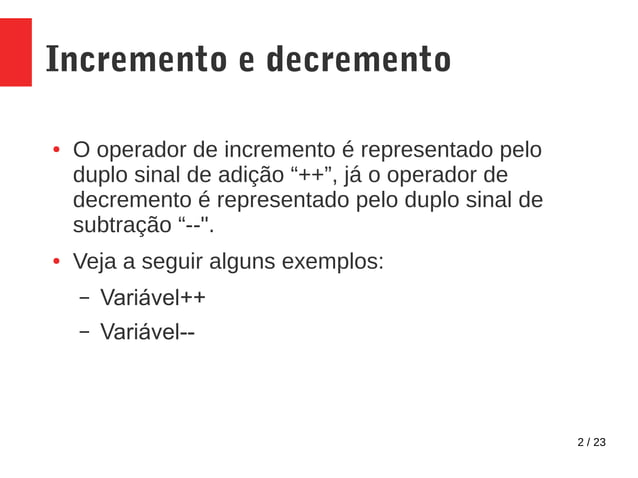 Incremento e decremento
• O operador de incremento é representado pelo
duplo sinal de adição “++”, já o operador de
decremento é representado pelo duplo sinal de
subtração “--".
• Veja a seguir alguns exemplos:
– Variável++
– Variável--
2 / 23